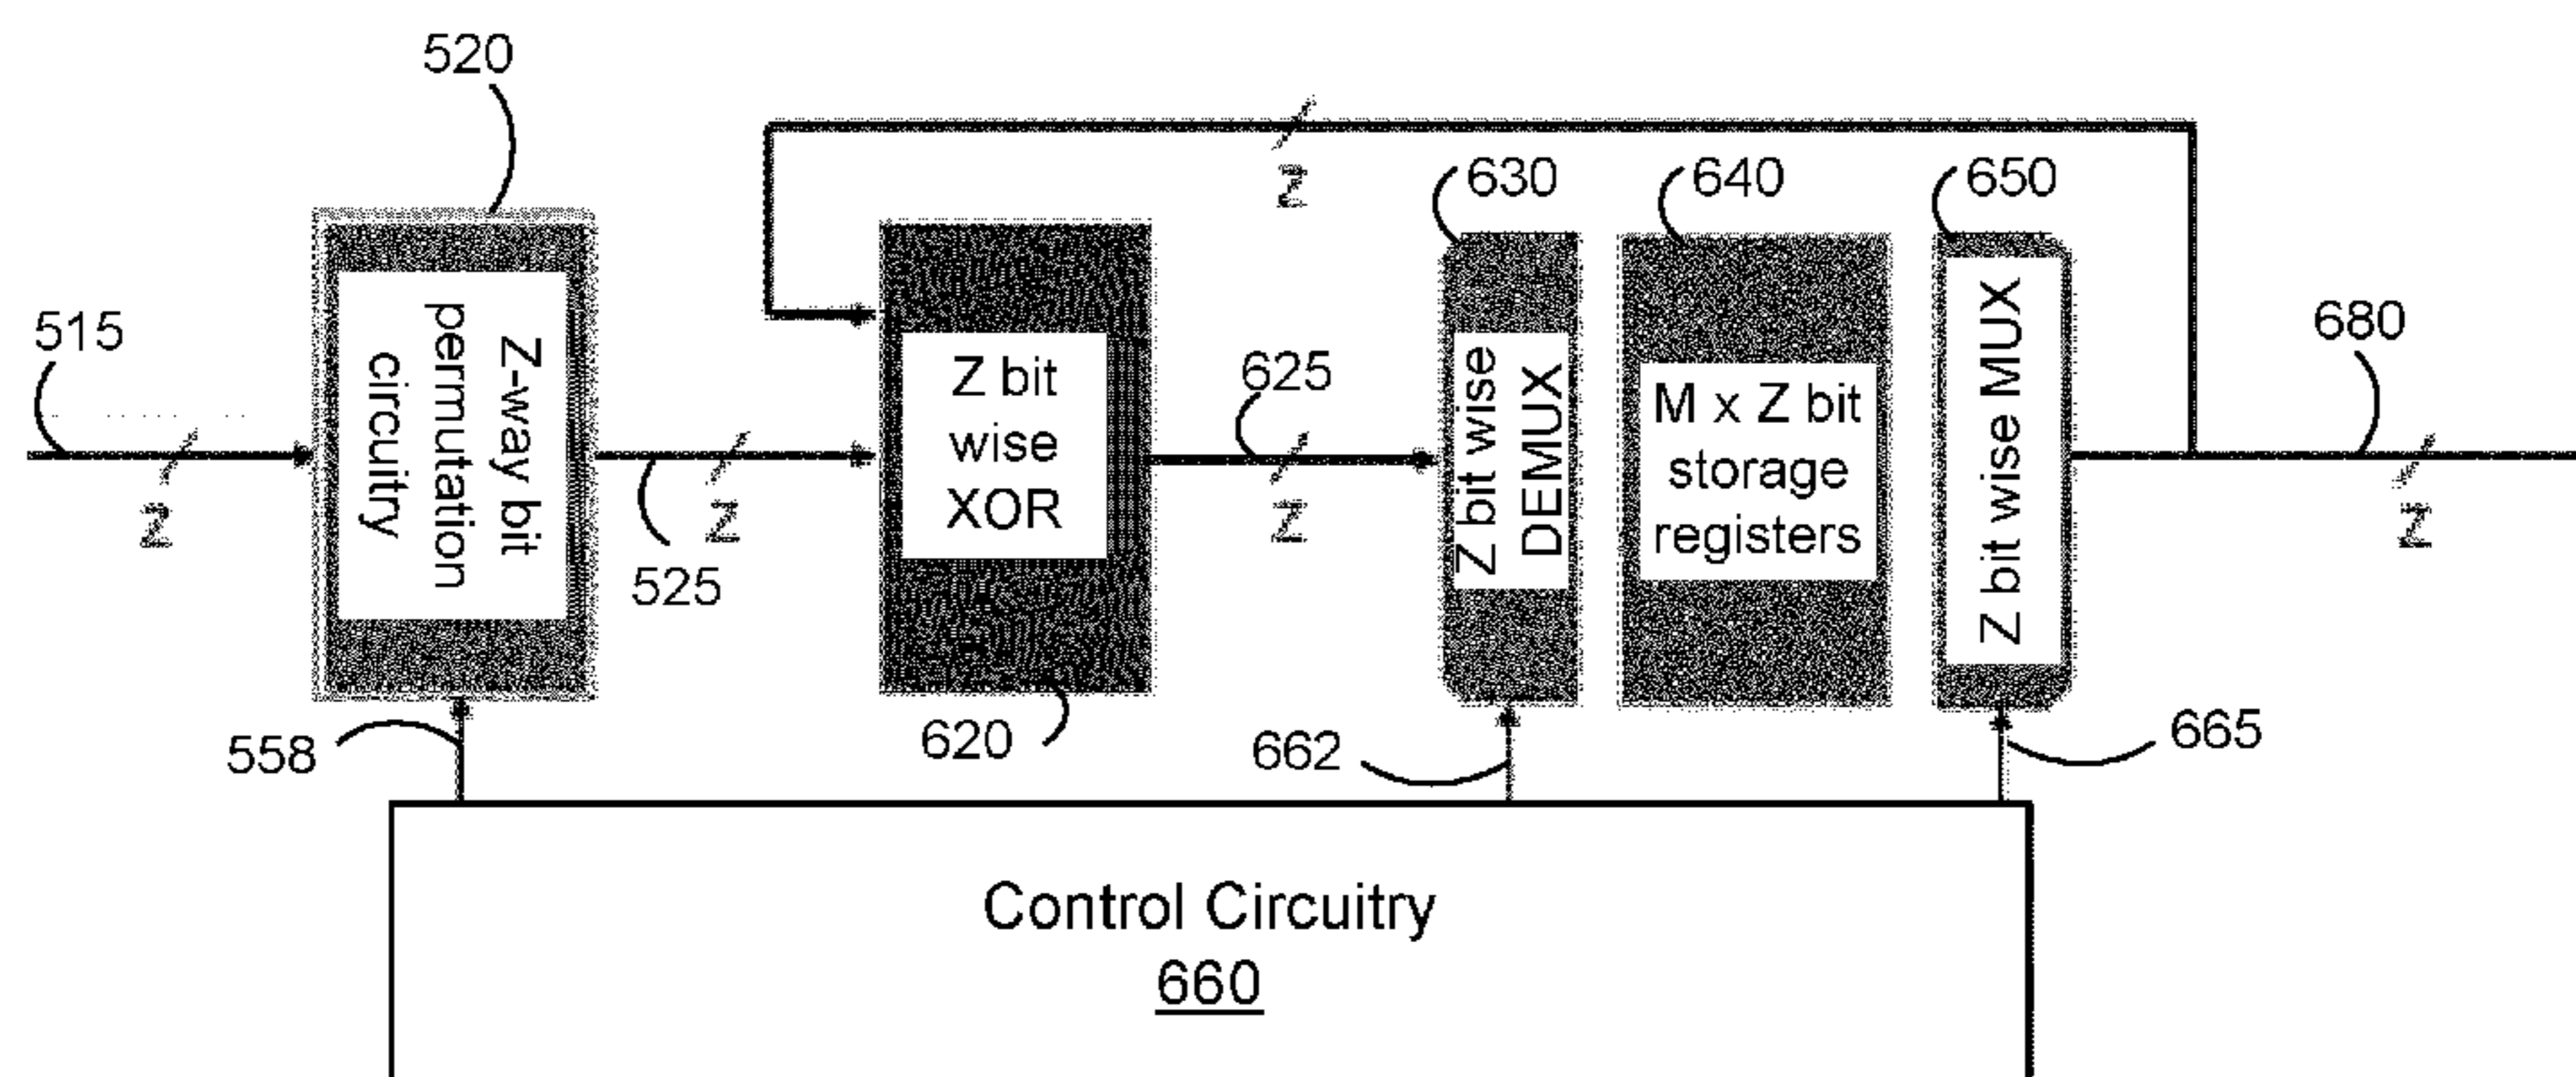 520
Z
630
640
650
515
Z
Z-way bit
permutation
circuitry
525
Z
Z bit
wise
XOR
620
625
Z
Z bit wise
DEMUX
M x Z bit
storage
registers
Z bit wise MUX
680
Z
558
662
665
Control Circuitry
660